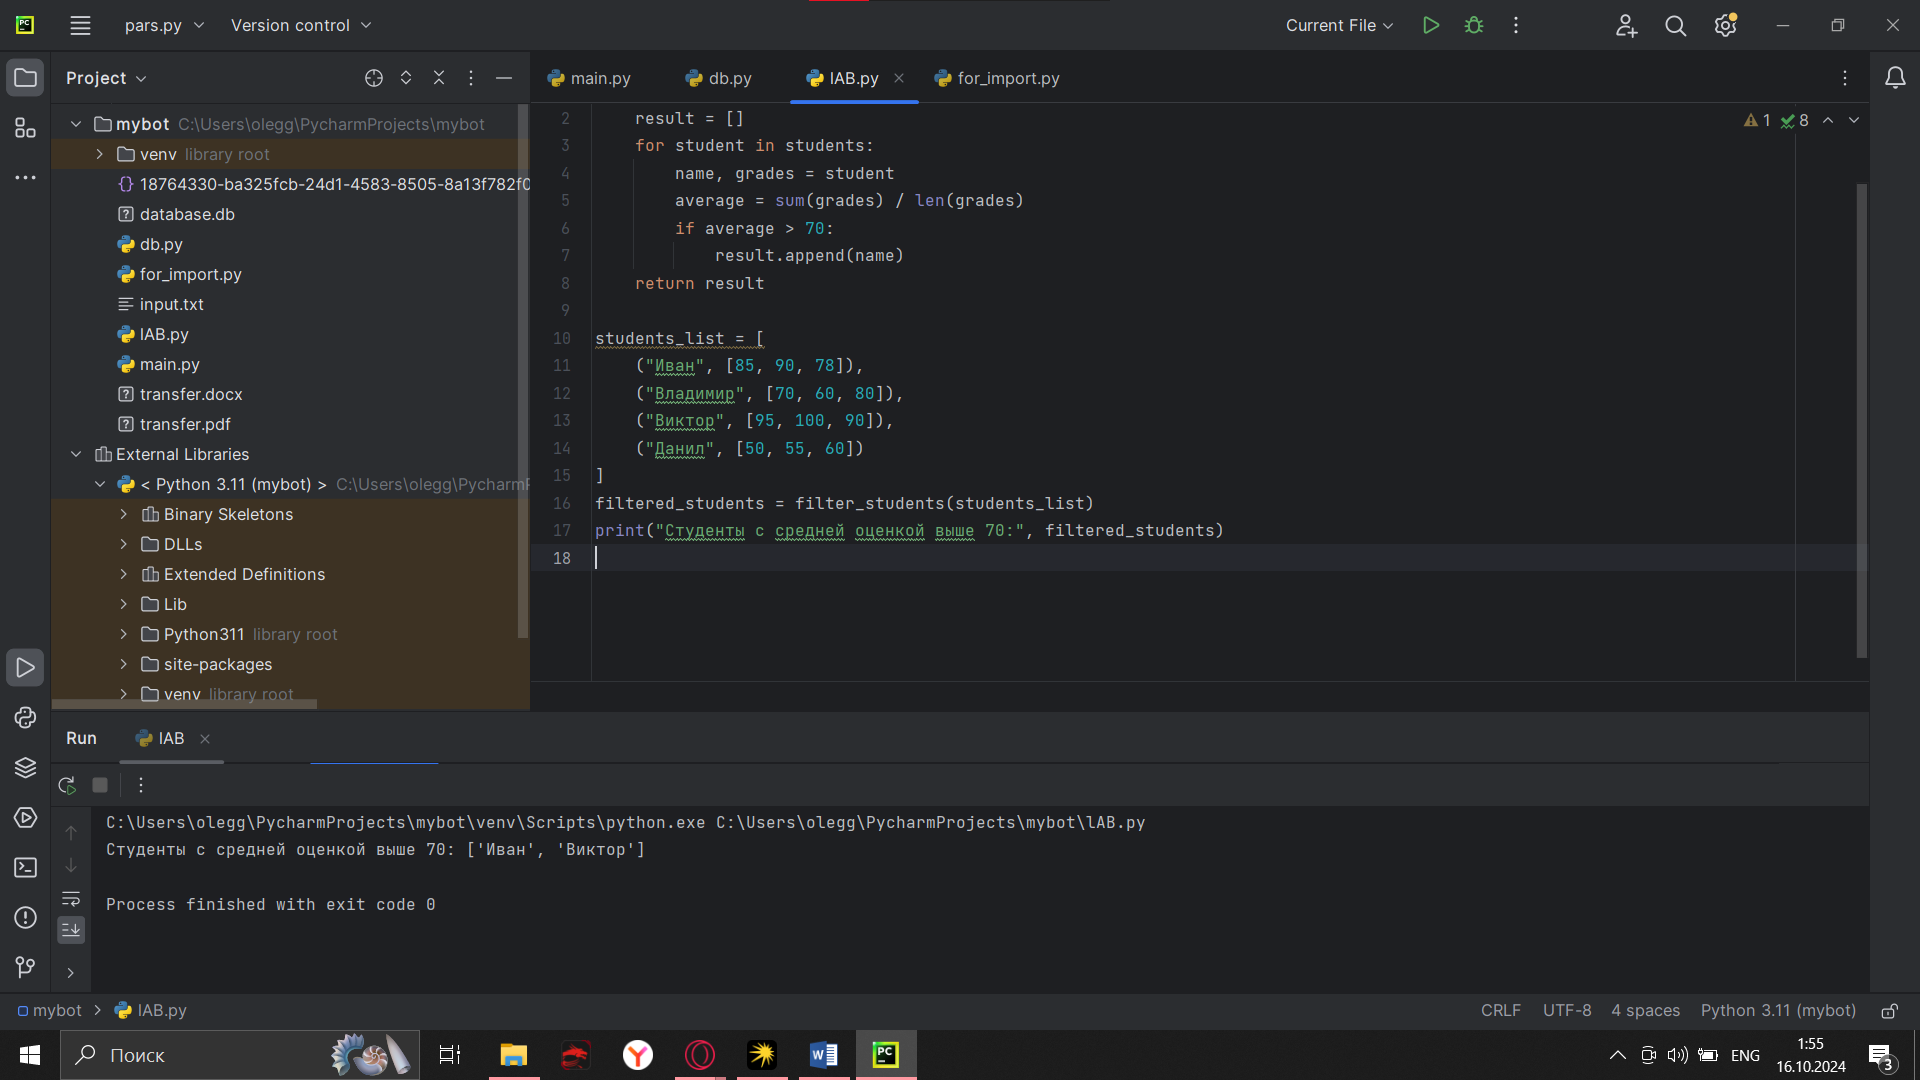 pars.py Version control Current File
Project
main.py db.py lAB.py for_import.py
mybot C:\Users\olegg\PycharmProjects\mybot
venv library root
18764330-ba325fcb-24d1-4583-8505-8a13f782f0
database.db
db.py
for_import.py
input.txt
lAB.py
main.py
transfer.docx
transfer.pdf
External Libraries
< Python 3.11 (mybot) > C:\Users\olegg\PycharmP
Binary Skeletons
DLLs
Extended Definitions
Lib
Python311 library root
site-packages
venv library root
1 8
2 result = []
3 for student in students:
4 name, grades = student
5 average = sum(grades) / len(grades)
6 if average > 70:
7 result.append(name)
8 return result
9
10 students_list = [
11 ("Иван", [85, 90, 78]),
12 ("Владимир", [70, 60, 80]),
13 ("Виктор", [95, 100, 90]),
14 ("Данил", [50, 55, 60])
15 ]
16 filtered_students = filter_students(students_list)
17 print("Студенты с средней оценкой выше 70:", filtered_students)
18
Run lAB
C:\Users\olegg\PycharmProjects\mybot\venv\Scripts\python.exe C:\Users\olegg\PycharmProjects\mybot\lAB.py
Студенты с средней оценкой выше 70: ['Иван', 'Виктор']
Process finished with exit code 0
mybot lAB.py CRLF UTF-8 4 spaces Python 3.11 (mybot)
Поиск ENG 1:55
16.10.2024
3